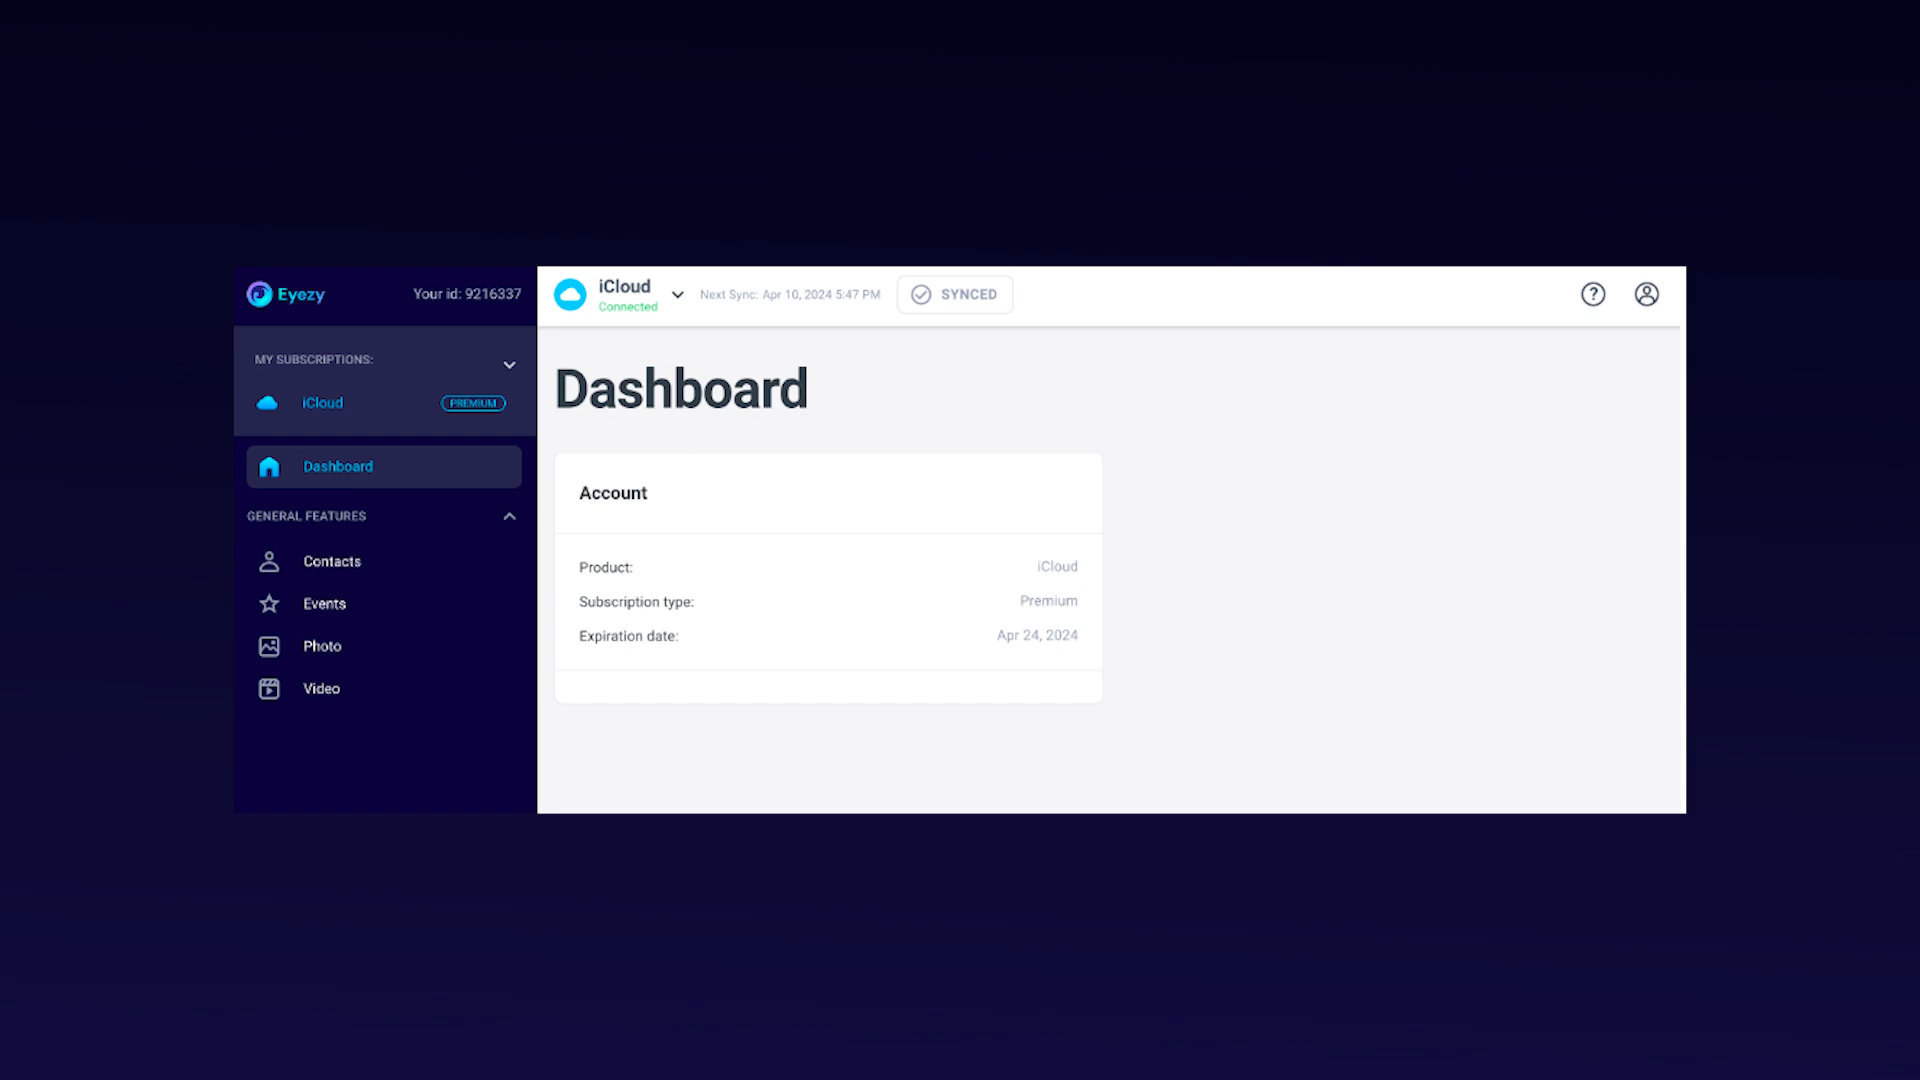 Eyezy
Your id: 9216337
MY SUBSCRIPTIONS:
iCloud
PREMIUM
Dashboard
GENERAL FEATURES
Contacts
Events
Photo
Video
iCloud
Connected
Next Sync: Apr 10, 2024 5:47 PM
SYNCED
?
Dashboard
Account
Product: iCloud
Subscription type: Premium
Expiration date: Apr 24, 2024